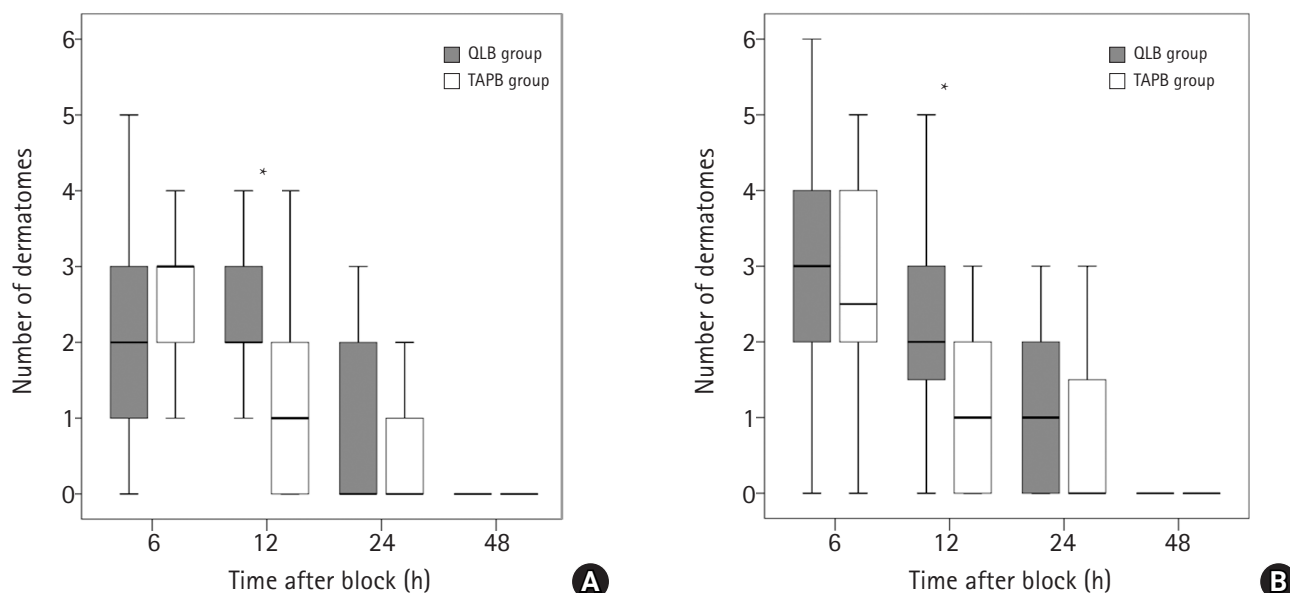 6
5
4
3
2
1
0
Number of dermatomes
QLB group
TAPB group
*
6 12 24 48
Time after block (h)
A
6
5
4
3
2
1
0
Number of dermatomes
QLB group
TAPB group
*
6 12 24 48
Time after block (h)
B